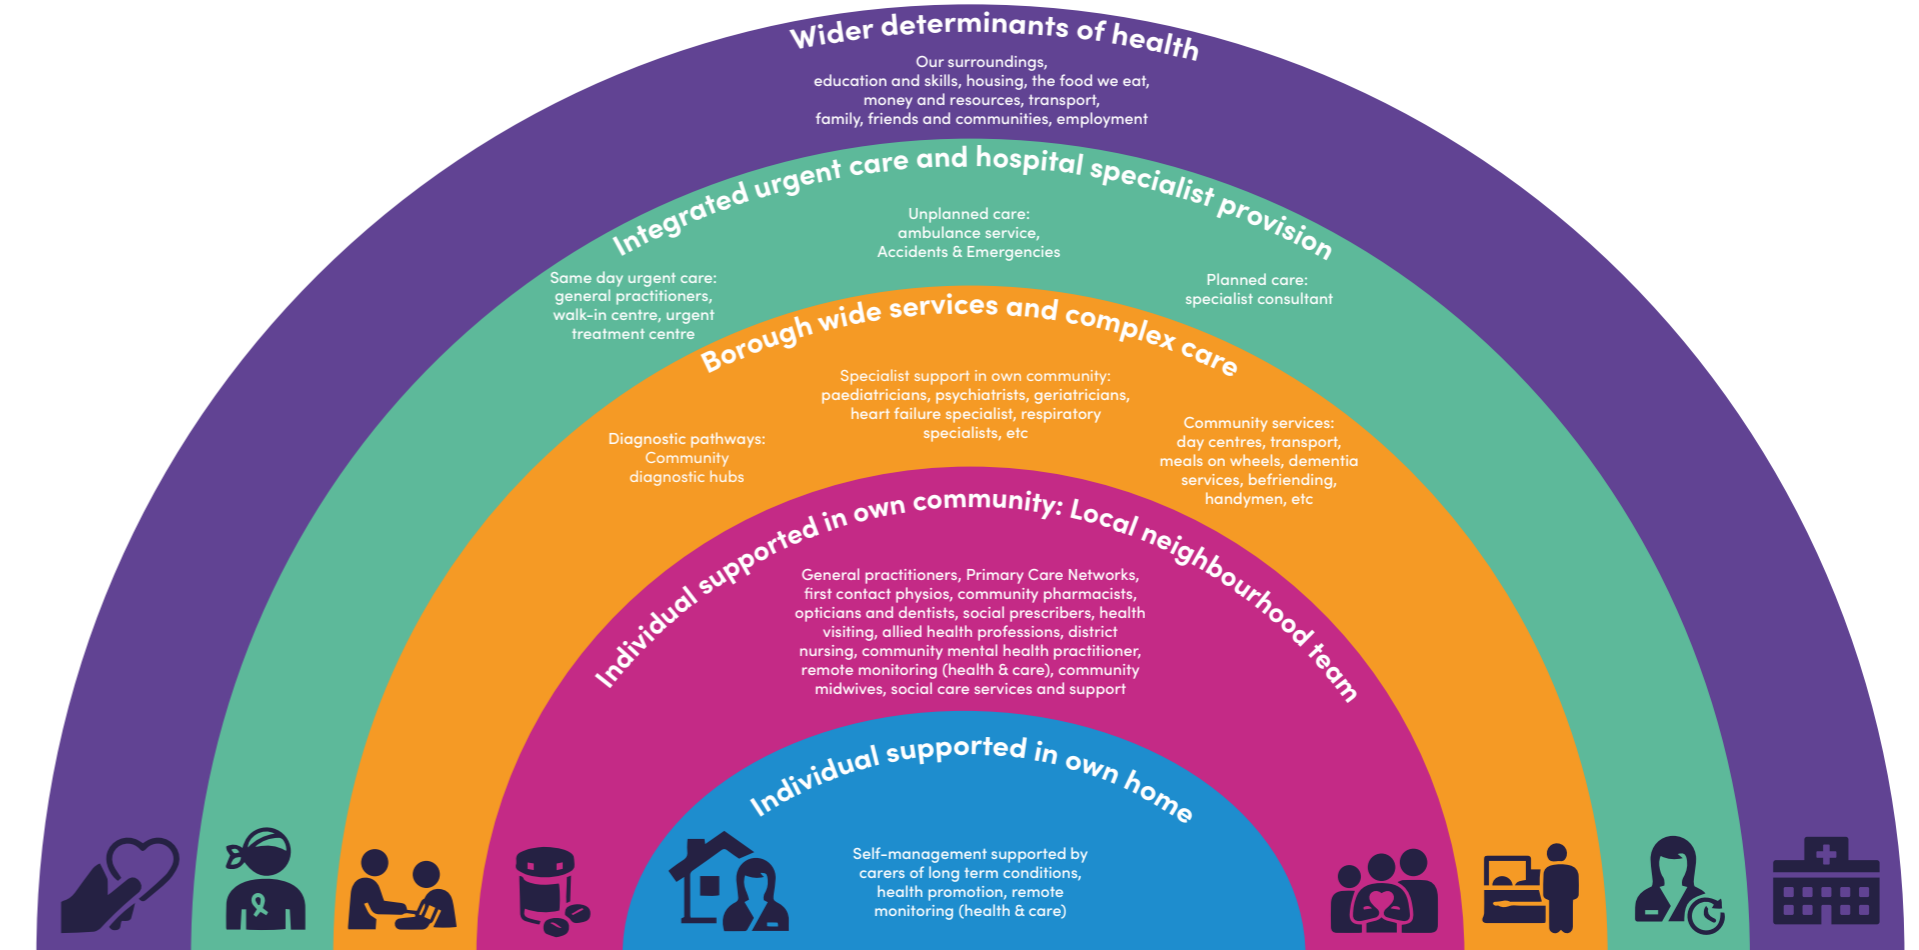 Wider determinants of health
Our surroundings,
education and skills, housing, the food we eat,
money and resources, transport,
family, friends and communities, employment
Integrated urgent care and hospital specialist provision
Same day urgent care:
general practitioners,
walk-in centre, urgent
treatment centre
Unplanned care:
ambulance service,
Accidents & Emergencies
Planned care:
specialist consultant
Borough wide services and complex care
Diagnostic pathways:
Community
diagnostic hubs
Specialist support in own community:
paediatricians, psychiatrists, geriatricians,
heart failure specialist, respiratory
specialists, etc
Community services:
day centres, transport,
meals on wheels, dementia
services, befriending,
handymen, etc
Individual supported in own community: Local neighbourhood team
General practitioners, Primary Care Networks,
first contact physios, community pharmacists,
opticians and dentists, social prescribers, health
visiting, allied health professions, district
nursing, community mental health practitioner,
remote monitoring (health & care), community
midwives, social care services and support
Individual supported in own home
Self-management supported by
carers of long term conditions,
health promotion, remote
monitoring (health & care)